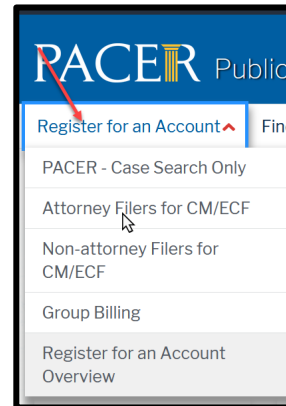 PACER Public
Register for an Account Fin
PACER - Case Search Only
Attorney Filers for CM/ECF
Non-attorney Filers for
CM/ECF
Group Billing
Register for an Account
Overview